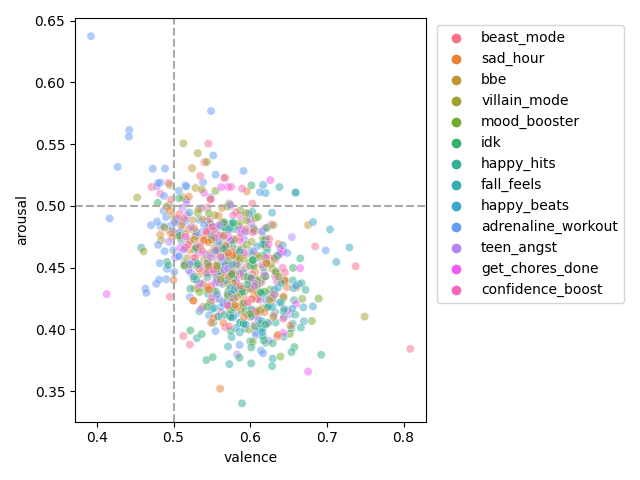 0.65
0.60
0.55
0.50
0.45
0.40
0.35
arousal
0.4
0.5
0.6
0.7
0.8
valence
beast_mode
sad_hour
bbe
villain_mode
mood_booster
idk
happy_hits
fall_feels
happy_beats
adrenaline_workout
teen_angst
get_chores_done
confidence_boost